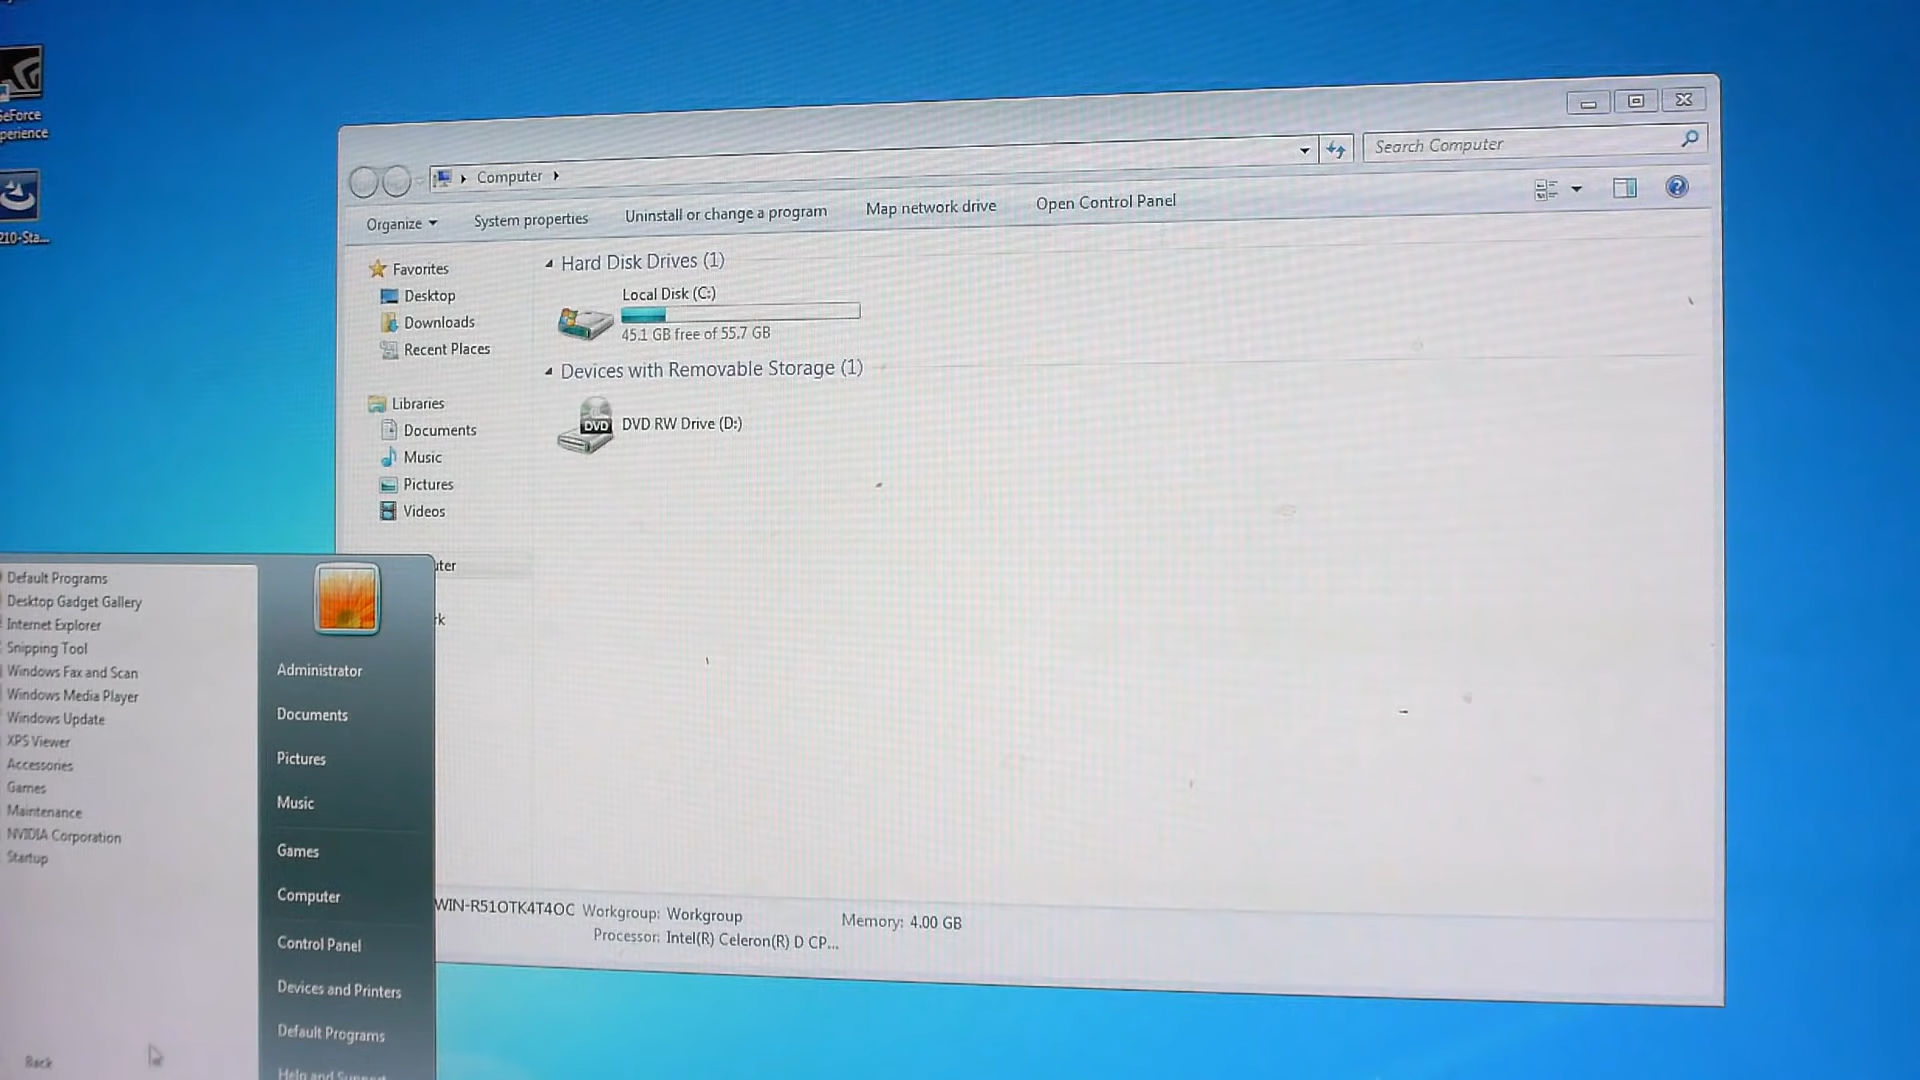 GeForce
perience
210-Sta...
Computer
Search Computer
Organize
System properties
Uninstall or change a program
Map network drive
Open Control Panel
Favorites
Desktop
Downloads
Recent Places
Libraries
Documents
Music
Pictures
Videos
uter
rk
Hard Disk Drives (1)
Local Disk (C:)
45.1 GB free of 55.7 GB
Devices with Removable Storage (1)
DVD
DVD RW Drive (D:)
WIN-R51OTK4T4OC Workgroup: Workgroup
Memory: 4.00 GB
Processor: Intel(R) Celeron(R) D CP...
Default Programs
Desktop Gadget Gallery
Internet Explorer
Snipping Tool
Windows Fax and Scan
Windows Media Player
Windows Update
XPS Viewer
Accessories
Games
Maintenance
NVIDIA Corporation
Startup
Back
Administrator
Documents
Pictures
Music
Games
Computer
Control Panel
Devices and Printers
Default Programs
Help and Support